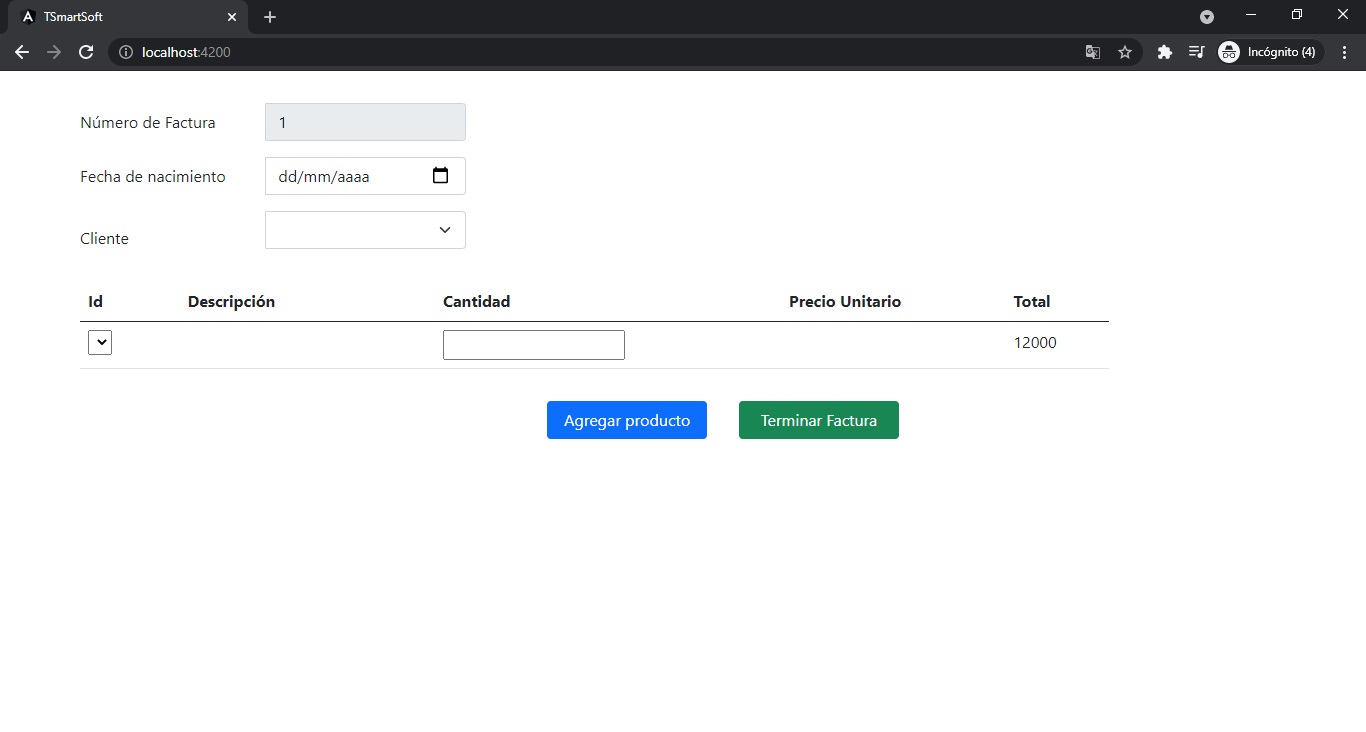 TSmartSoft
localhost:4200
Incógnito (4)
Número de Factura 1
Fecha de nacimiento dd/mm/aaaa
Cliente
Id Descripción Cantidad Precio Unitario Total
12000
Agregar producto Terminar Factura